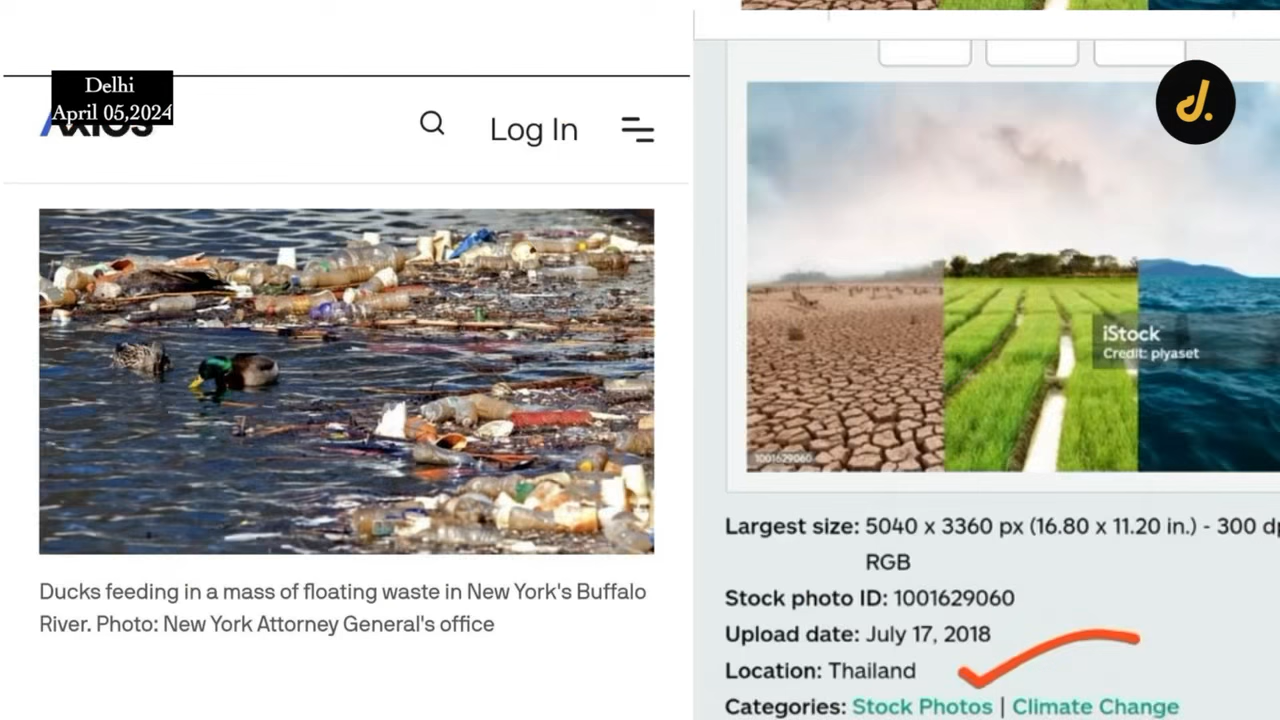 Delhi
April 05,2024
AXIOS
Log In
Ducks feeding in a mass of floating waste in New York's Buffalo
River. Photo: New York Attorney General's office
d.
iStock
Credit: piyaset
1001629060
Largest size: 5040 x 3360 px (16.80 x 11.20 in.) - 300 dp
RGB
Stock photo ID: 1001629060
Upload date: July 17, 2018
Location: Thailand
Categories: Stock Photos | Climate Change